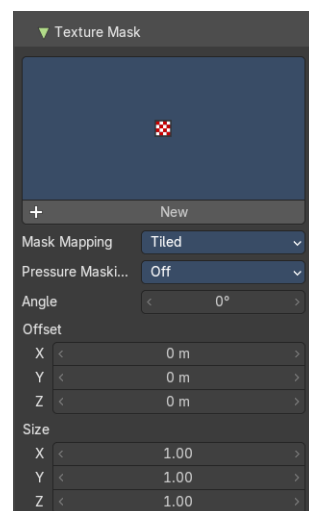 Texture Mask
New
Mask Mapping Tiled
Pressure Maski... Off
Angle 0°
Offset
X 0 m
Y 0 m
Z 0 m
Size
X 1.00
Y 1.00
Z 1.00